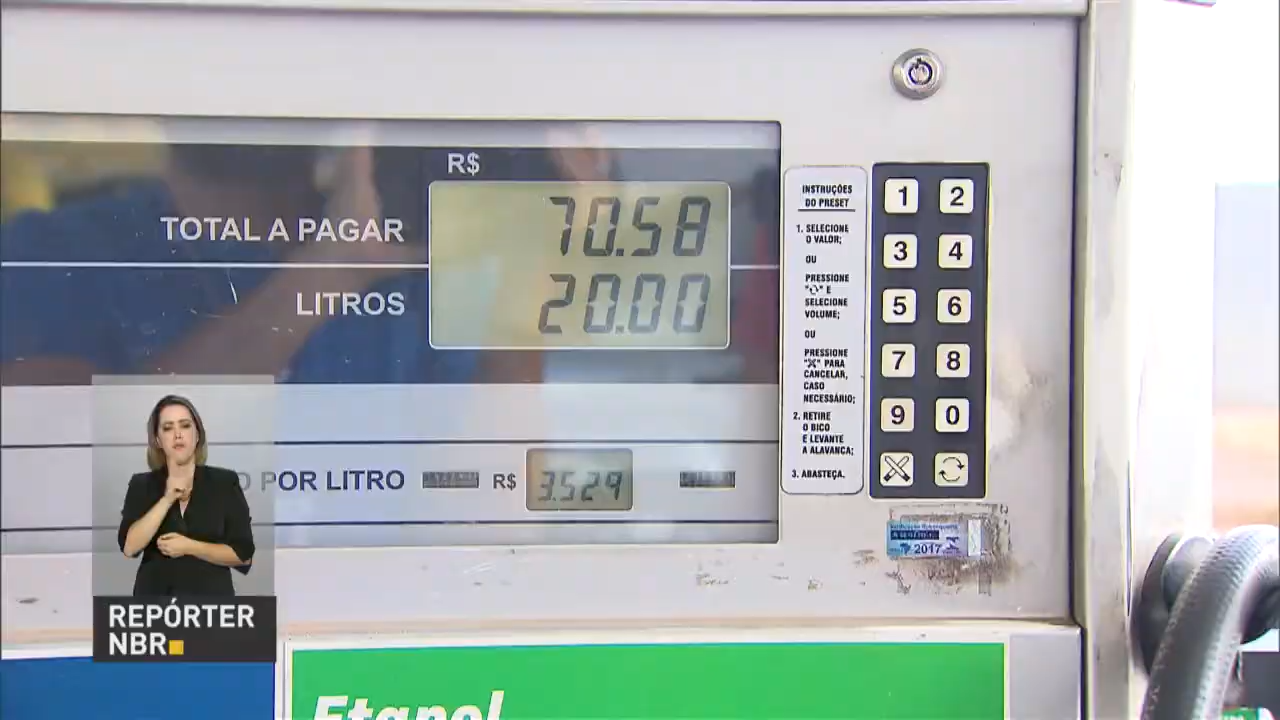 R$
TOTAL A PAGAR 70.58
LITROS 20.00
O POR LITRO R$ 3.529
INSTRUÇÕES
DO PRESET
1. SELECIONE
O VALOR;
OU
PRESSIONE
" " E
SELECIONE
VOLUME;
OU
PRESSIONE
" " PARA
CANCELAR,
CASO
NECESSÁRIO;
2. RETIRE
O BICO
E LEVANTE
A ALAVANCA;
3. ABASTEÇA.
1 2
3 4
5 6
7 8
9 0
2017
REPÓRTER
NBR
Etanol